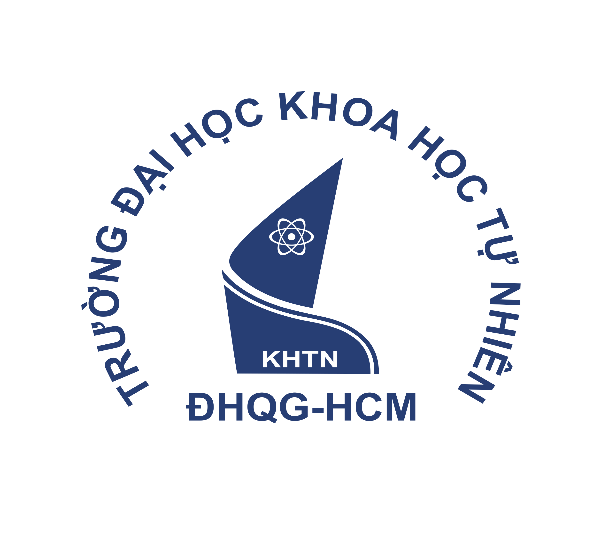 TRƯỜNG ĐẠI HỌC KHOA HỌC TỰ NHIÊN
KHTN
ĐHQG-HCM